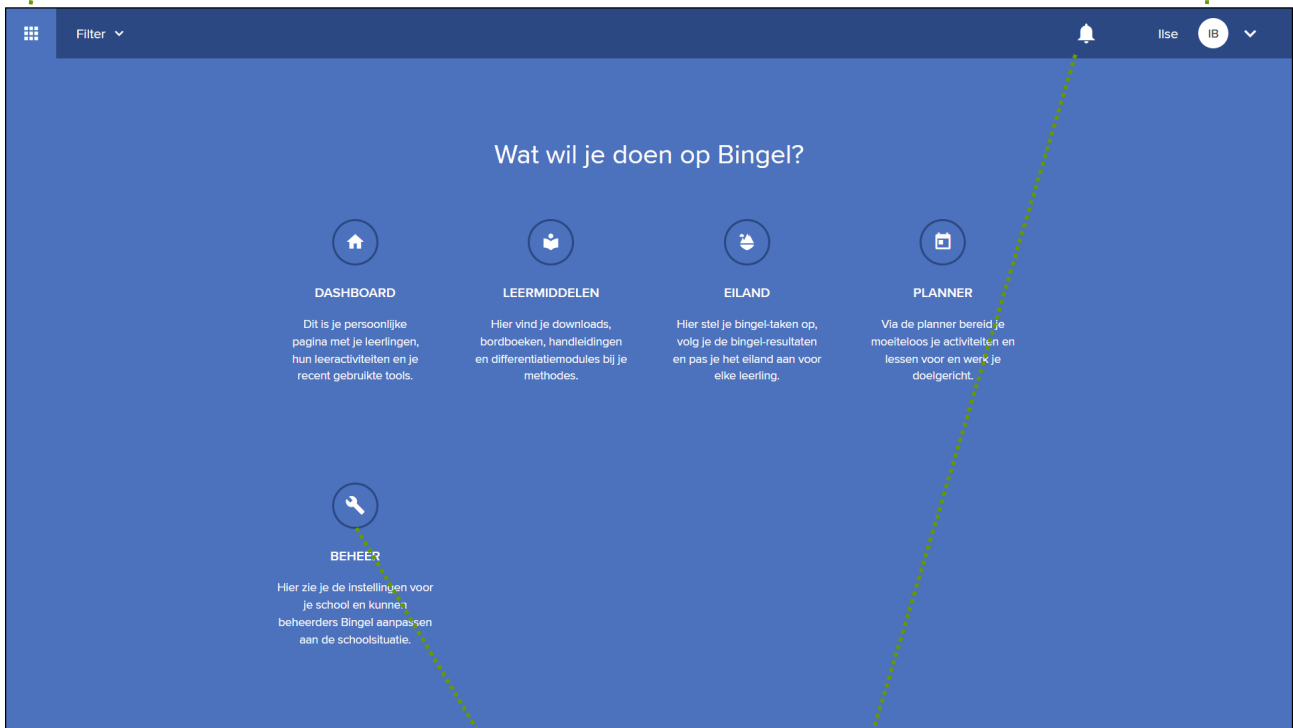 Filter
Ilse
IB
Wat wil je doen op Bingel?
DASHBOARD
Dit is je persoonlijke
pagina met je leerlingen,
hun leeractiviteiten en je
recent gebruikte tools.
LEERMIDDELEN
Hier vind je downloads,
bordboeken, handleidingen
en differentiatiemodules bij je
methodes.
EILAND
Hier stel je bingel-taken op,
volg je de bingel-resultaten
en pas je het eiland aan voor
elke leerling.
PLANNER
Via de planner bereid je
moeiteloos je activiteiten en
lessen voor en werk je
doelgericht.
BEHEER
Hier zie je de instellingen voor
je school en kunnen
beheerders Bingel aanpassen
aan de schoolsituatie.